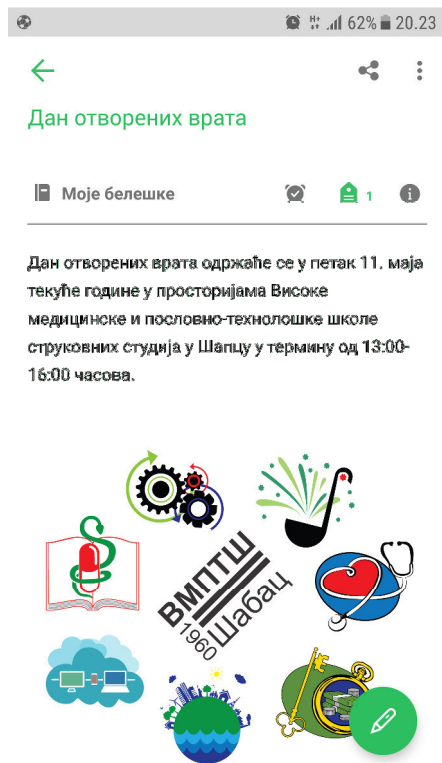 H+ 62% 20.23
Дан отворених врата
Моје белешке 1
Дан отворених врата одржаће се у петак 11. маја
текуће године у просторијама Високе
медицинске и пословно-технолошке школе
струковних студија у Шапцу у термину од 13:00-
16:00 часова.
ВМПТШ
1960 Шабац